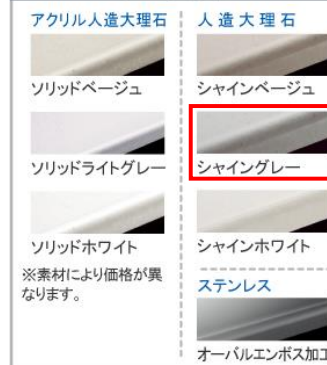 アクリル人造大理石
ソリッドベージュ
ソリッドライトグレー
ソリッドホワイト
※素材により価格が異
なります。
人造大理石
シャインベージュ
シャイングレー
シャインホワイト
ステンレス
オーバルエンボス加工